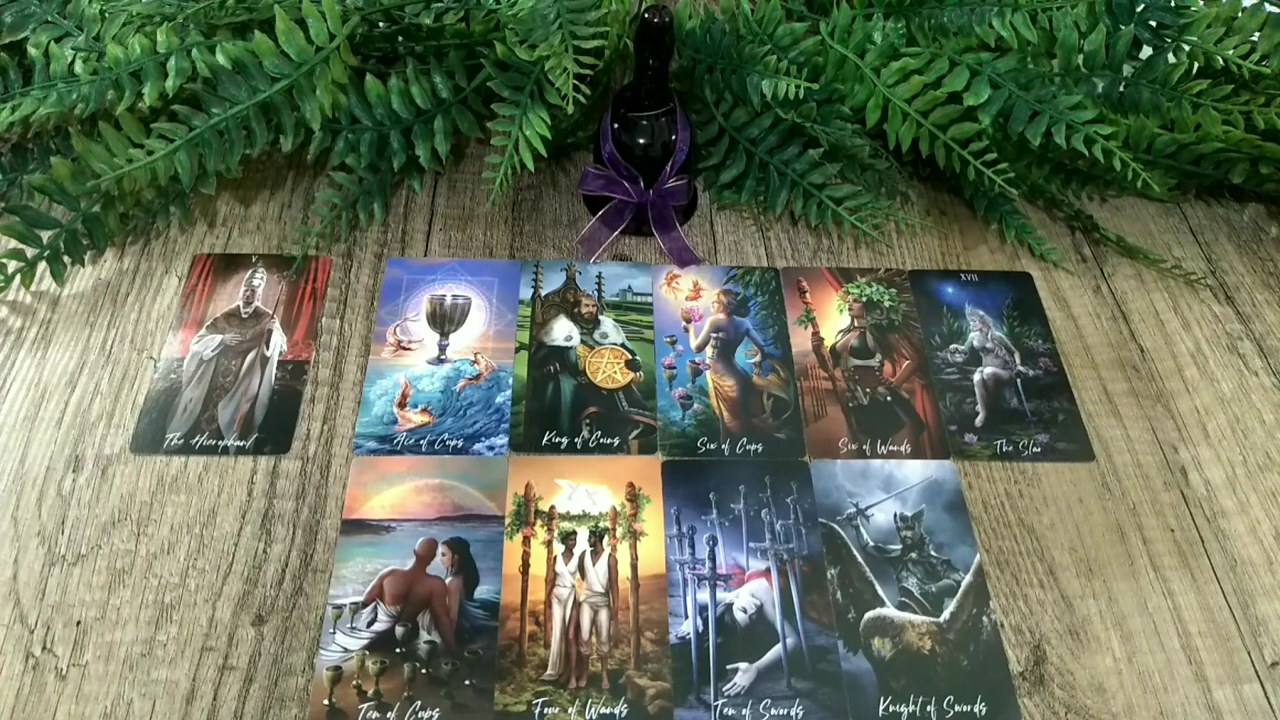 V
The Hierophant
Ace of Cups
King of Coins
Six of Cups
Six of Wands
XVII
The Star
Ten of Cups
Four of Wands
Ten of Swords
Knight of Swords